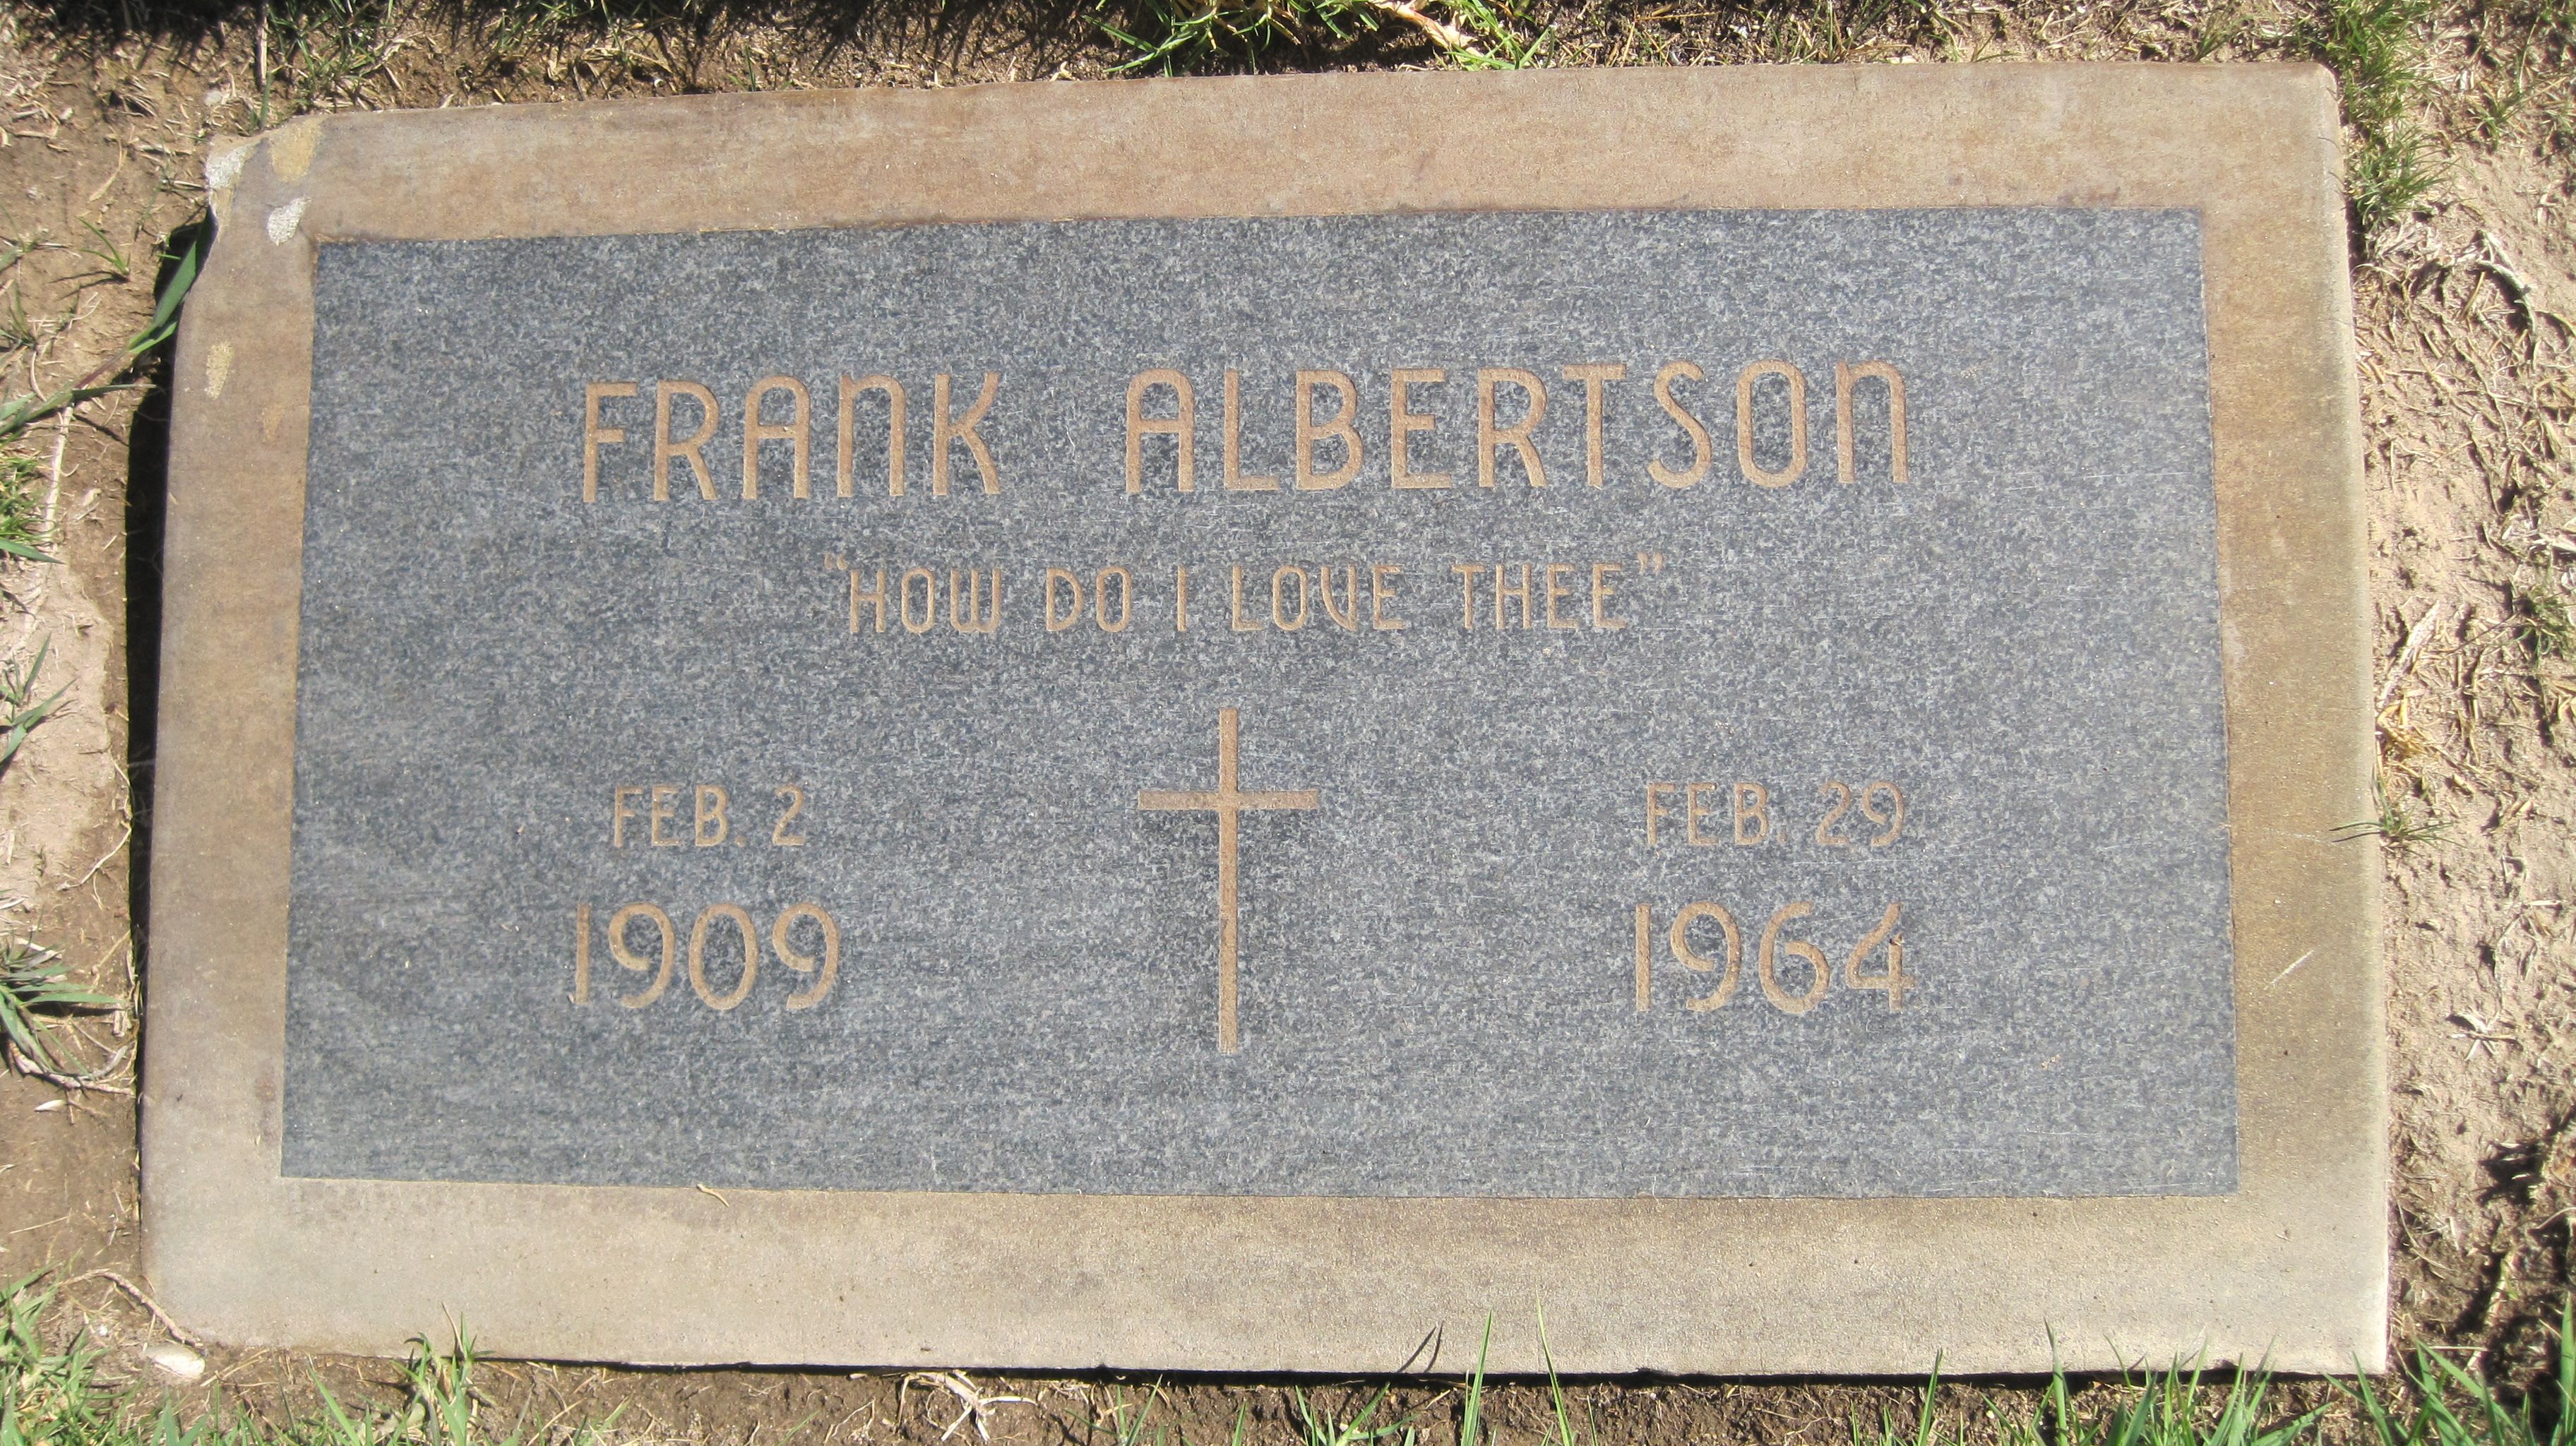 FRANK ALBERTSON
"HOW DO I LOVE THEE"
FEB. 2
1909
FEB. 29
1964